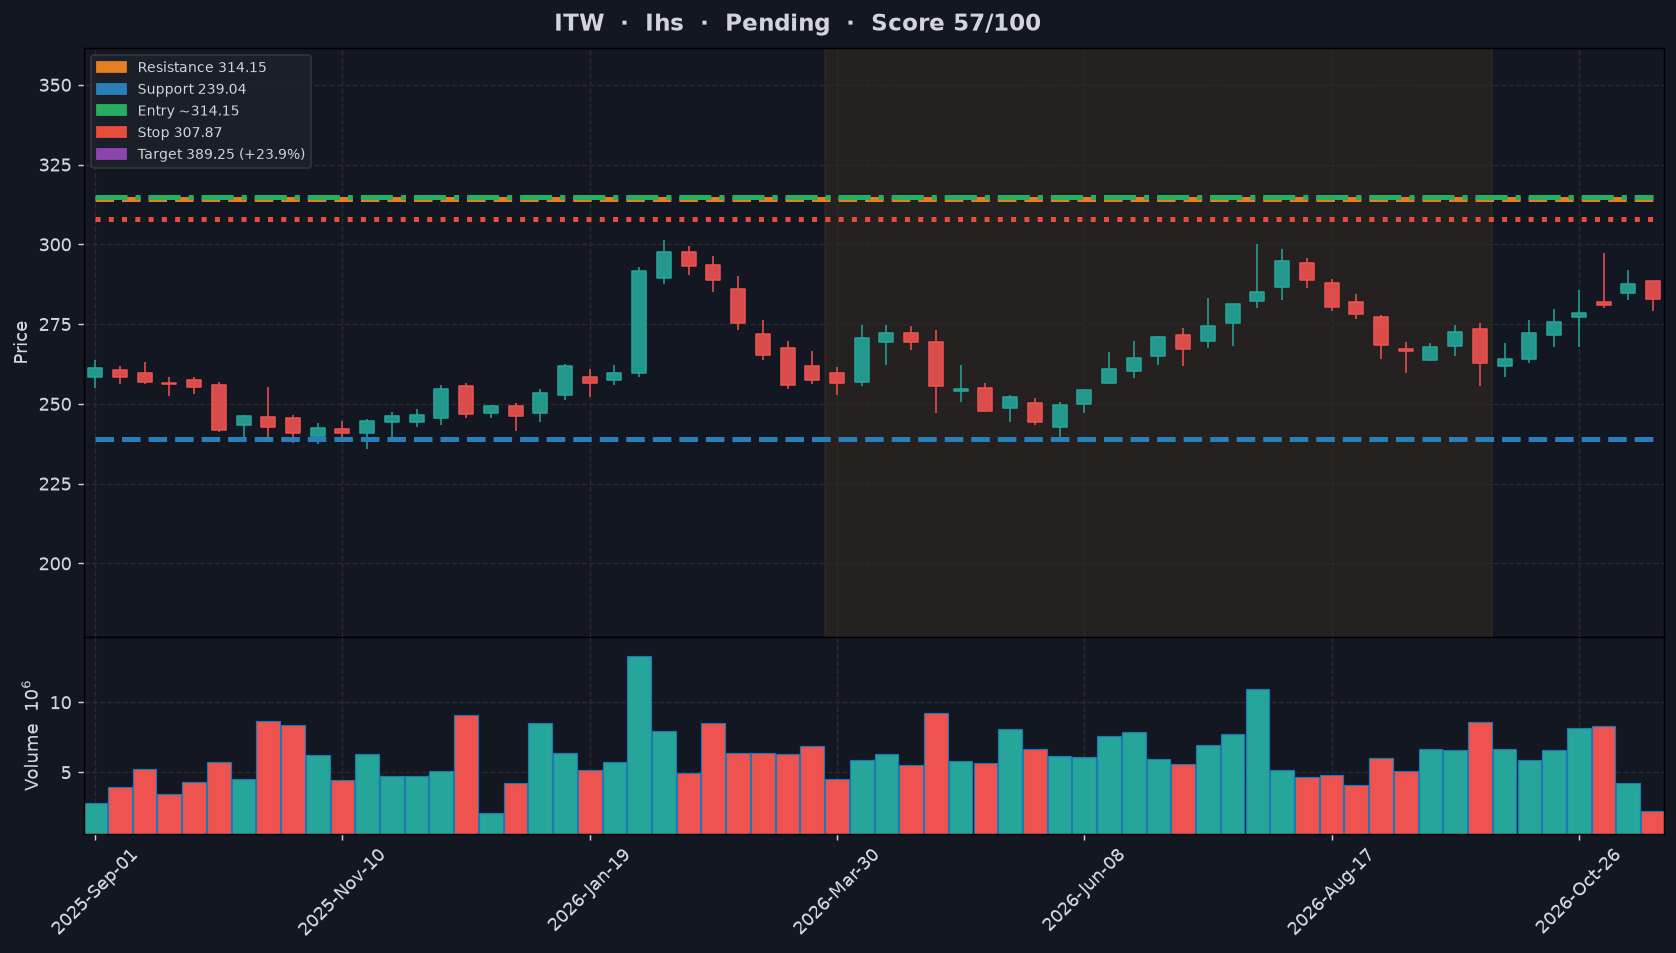 ITW · Ihs · Pending · Score 57/100
Resistance 314.15
Support 239.04
Entry ~314.15
Stop 307.87
Target 389.25 (+23.9%)
350
325
300
275
250
225
200
Price
10
5
Volume 10⁶
2025-Sep-01
2025-Nov-10
2026-Jan-19
2026-Mar-30
2026-Jun-08
2026-Aug-17
2026-Oct-26